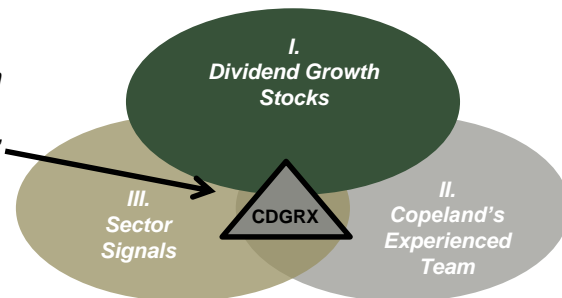 I.
Dividend Growth
Stocks
III.
Sector
Signals
CDGRX
II.
Copeland's
Experienced
Team